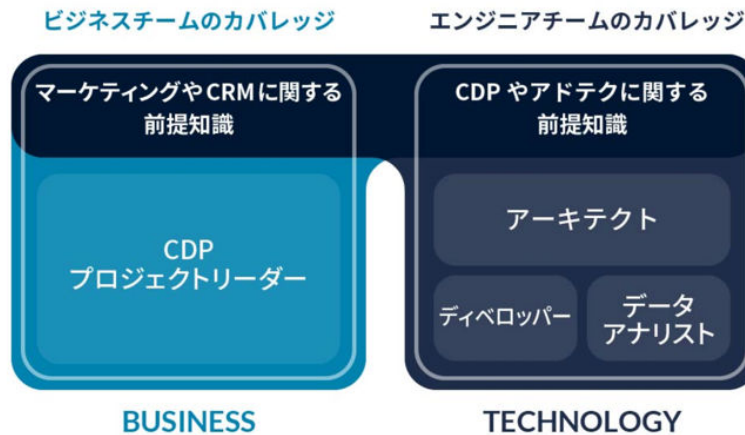 ビジネスチームのカバレッジ
マーケティングやCRMに関する
前提知識
CDP
プロジェクトリーダー
BUSINESS
エンジニアチームのカバレッジ
CDPやアドテクに関する
前提知識
アーキテクト
ディベロッパー
データ
アナリスト
TECHNOLOGY